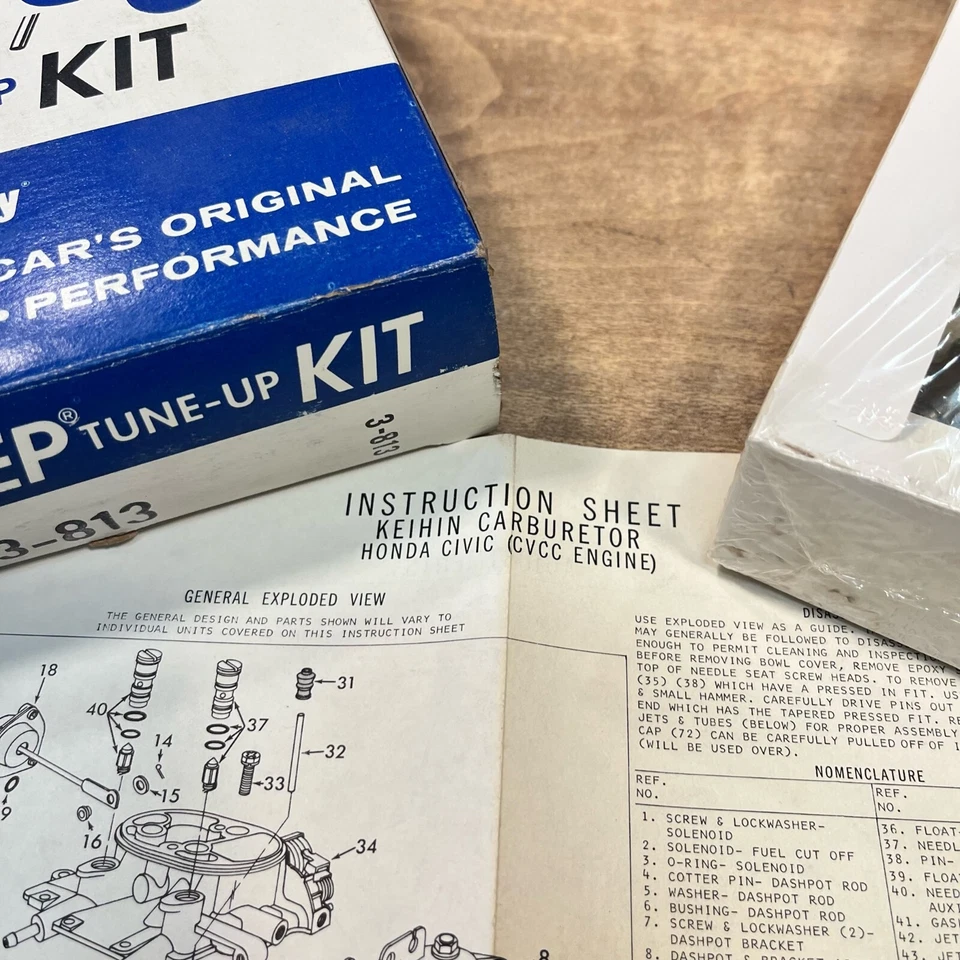 KIT
CAR'S ORIGINAL
PERFORMANCE
TUNE-UP KIT
3-813
3-813
INSTRUCTION SHEET
KEIHIN CARBURETOR
HONDA CIVIC (CVCC ENGINE)
GENERAL EXPLODED VIEW
THE GENERAL DESIGN AND PARTS SHOWN WILL VARY TO
INDIVIDUAL UNITS COVERED ON THIS INSTRUCTION SHEET
18
31
40
37
14
32
33
15
9
16
34
8
USE EXPLODED VIEW AS A GUIDE.
MAY GENERALLY BE FOLLOWED TO
ENOUGH TO PERMIT CLEANING AND
BEFORE REMOVING BOWL COVER, REMOVE EPOXY
TOP OF NEEDLE SEAT SCREW HEADS. TO REMOVE
(35) (38) WHICH HAVE A PRESSED IN FIT.
& SMALL HAMMER. CAREFULLY DRIVE PINS OUT
END WHICH HAS THE TAPERED PRESSED FIT.
JETS & TUBES (BELOW) FOR PROPER ASSEMBLY
CAP (72) CAN BE CAREFULLY PULLED OFF OF
(WILL BE USED OVER).
NOMENCLATURE
REF.
NO.
1. SCREW & LOCKWASHER-
SOLENOID
2. SOLENOID- FUEL CUT OFF
3. O-RING- SOLENOID
4. COTTER PIN- DASHPOT ROD
5. WASHER- DASHPOT ROD
6. BUSHING- DASHPOT ROD
7. SCREW & LOCKWASHER (2)-
DASHPOT BRACKET
8. DASHPOT & BRACKET
REF.
NO.
36. FLOAT-
37. NEEDL
38. PIN-
39. FLOA
40. NEED
AUXI
41. GAS
42. JET
43. JET